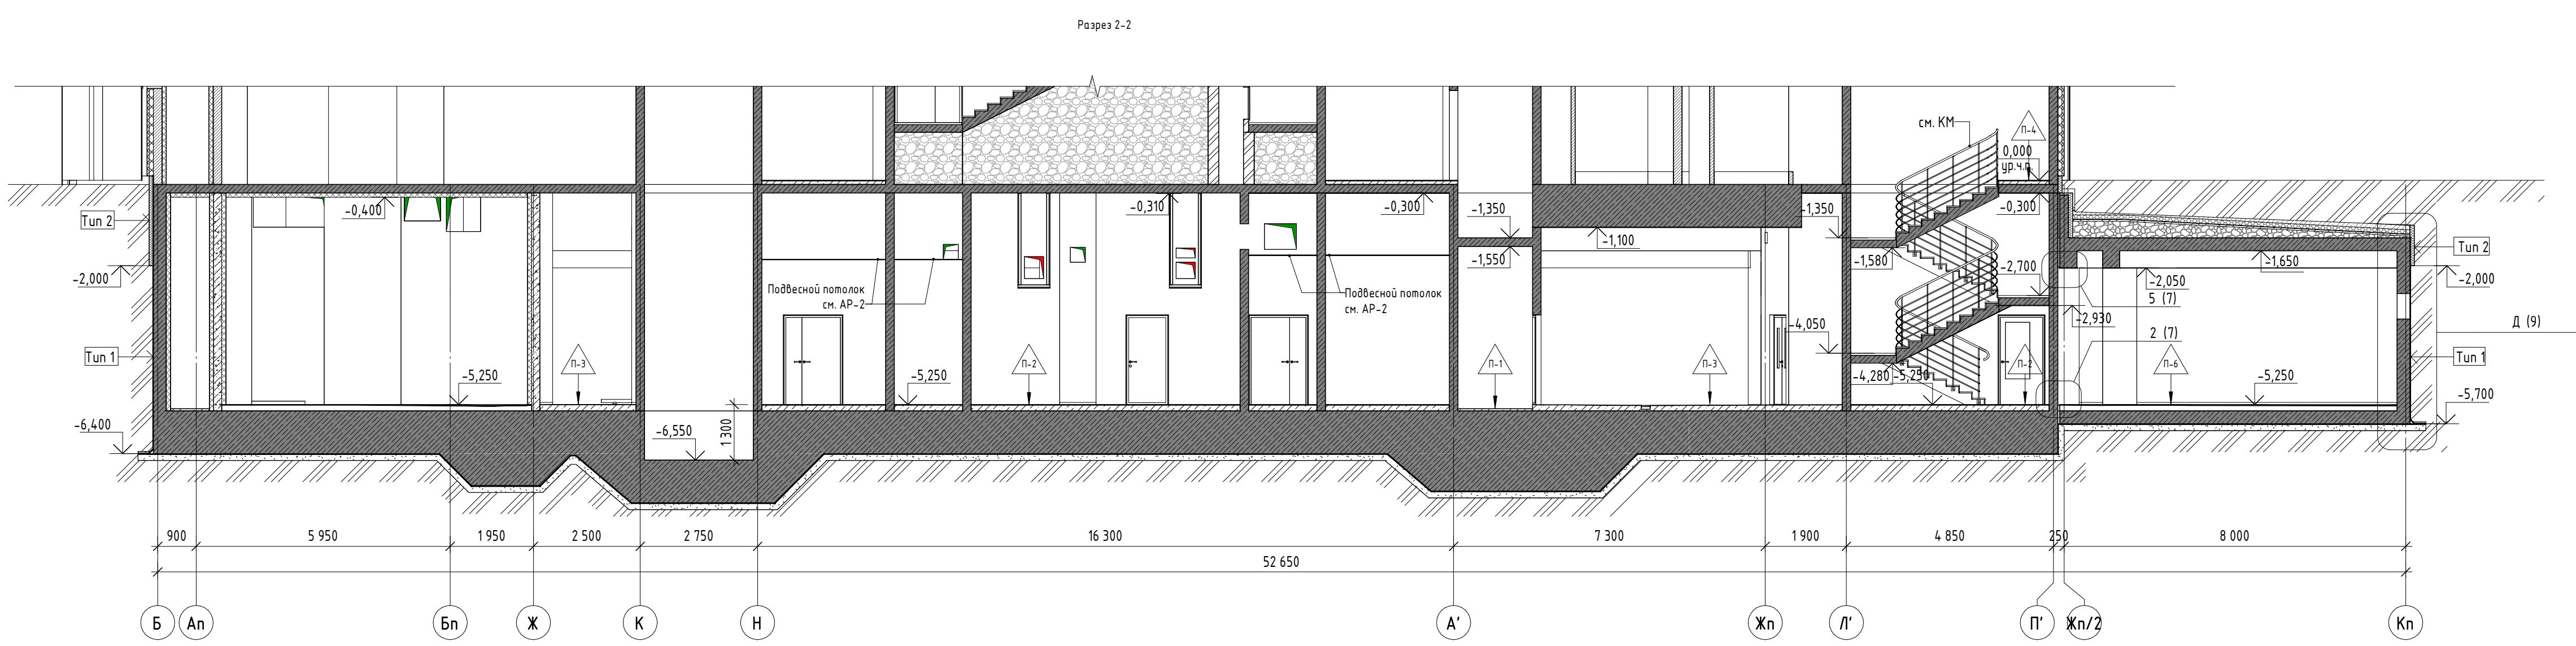 Разрез 2-2
см. КМ
П-4
0,000
ур.ч.п.
Тип 2
-0,400
-0,310
-0,300
-1,350
-1,350
-0,300
Тип 2
-1,100
-1,550
-1,580
-2,700
-1,650
-2,000
-2,050
-2,000
Подвесной потолок
см. АР-2
Подвесной потолок
см. АР-2
5 (7)
-2,930
-4,050
2 (7)
Д (9)
Тип 1
П-3
П-2
П-1
П-3
П-2
П-6
Тип 1
-5,250
-5,250
-4,280
-5,250
-5,250
-5,700
-6,400
-6,550
1 300
900
5 950
1 950
2 500
2 750
16 300
7 300
1 900
4 850
250
8 000
52 650
Б
Ап
Бп
Ж
К
Н
А'
Жп
Л'
П'
Жп/2
Кп